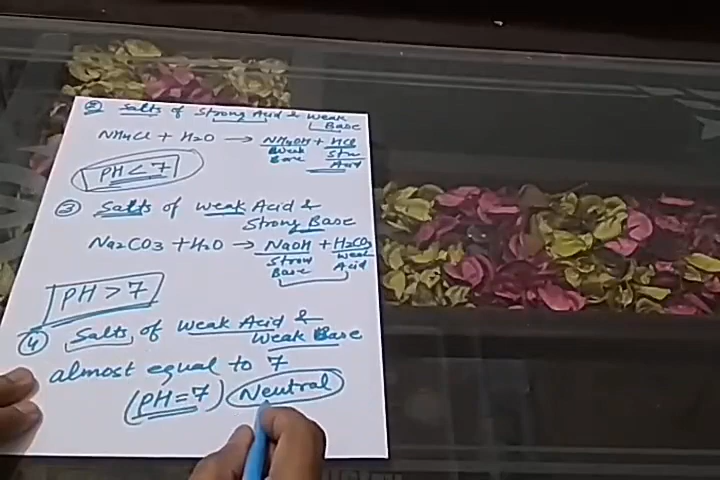 ② Salts of Strong Acid & Weak
Base
NH4Cl + H2O → NH4OH + HCl
Weak Strn
Base Acid
PH < 7
③ Salts of weak Acid &
Strong Base
Na2CO3 + H2O → NaOH + H2CO3
Strong Weak
Base Acid
PH > 7
④ Salts of weak Acid &
Weak Base
almost equal to 7
(PH = 7) Neutral